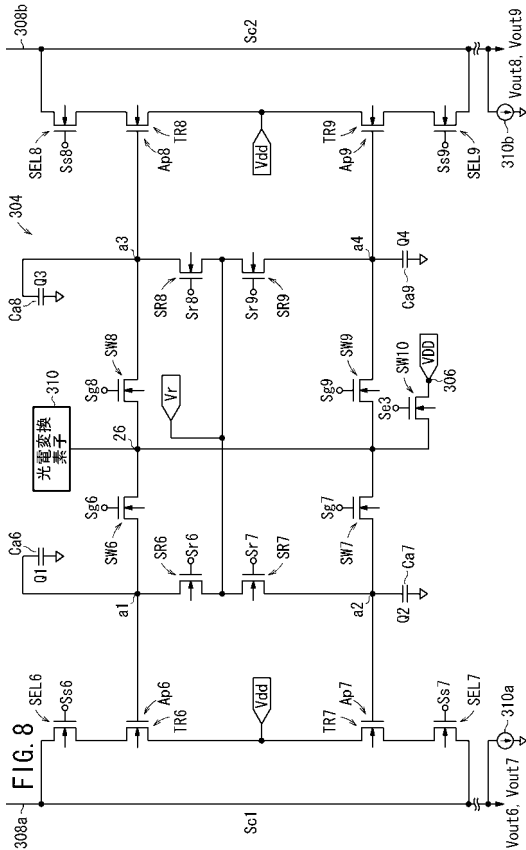 FIG. 8
308a
308b
304
Sc1
Sc2
SEL6
Ss6
TR6
Ap6
Vdd
TR7
Ap7
Ss7
SEL7
310a
Vout6, Vout7
Ca6
Q1
a1
SR6
Sr6
Sr7
SR7
a2
Q2
Ca7
光電変換
素子
310
26
Sg6
SW6
Sg7
SW7
Vr
Sg8
SW8
Sg9
SW9
Se3
SW10
VDD
306
Ca8
Q3
a3
SR8
Sr8
Sr9
SR9
a4
Q4
Ca9
SEL8
Ss8
TR8
Ap8
Vdd
TR9
Ap9
Ss9
SEL9
310b
Vout8, Vout9